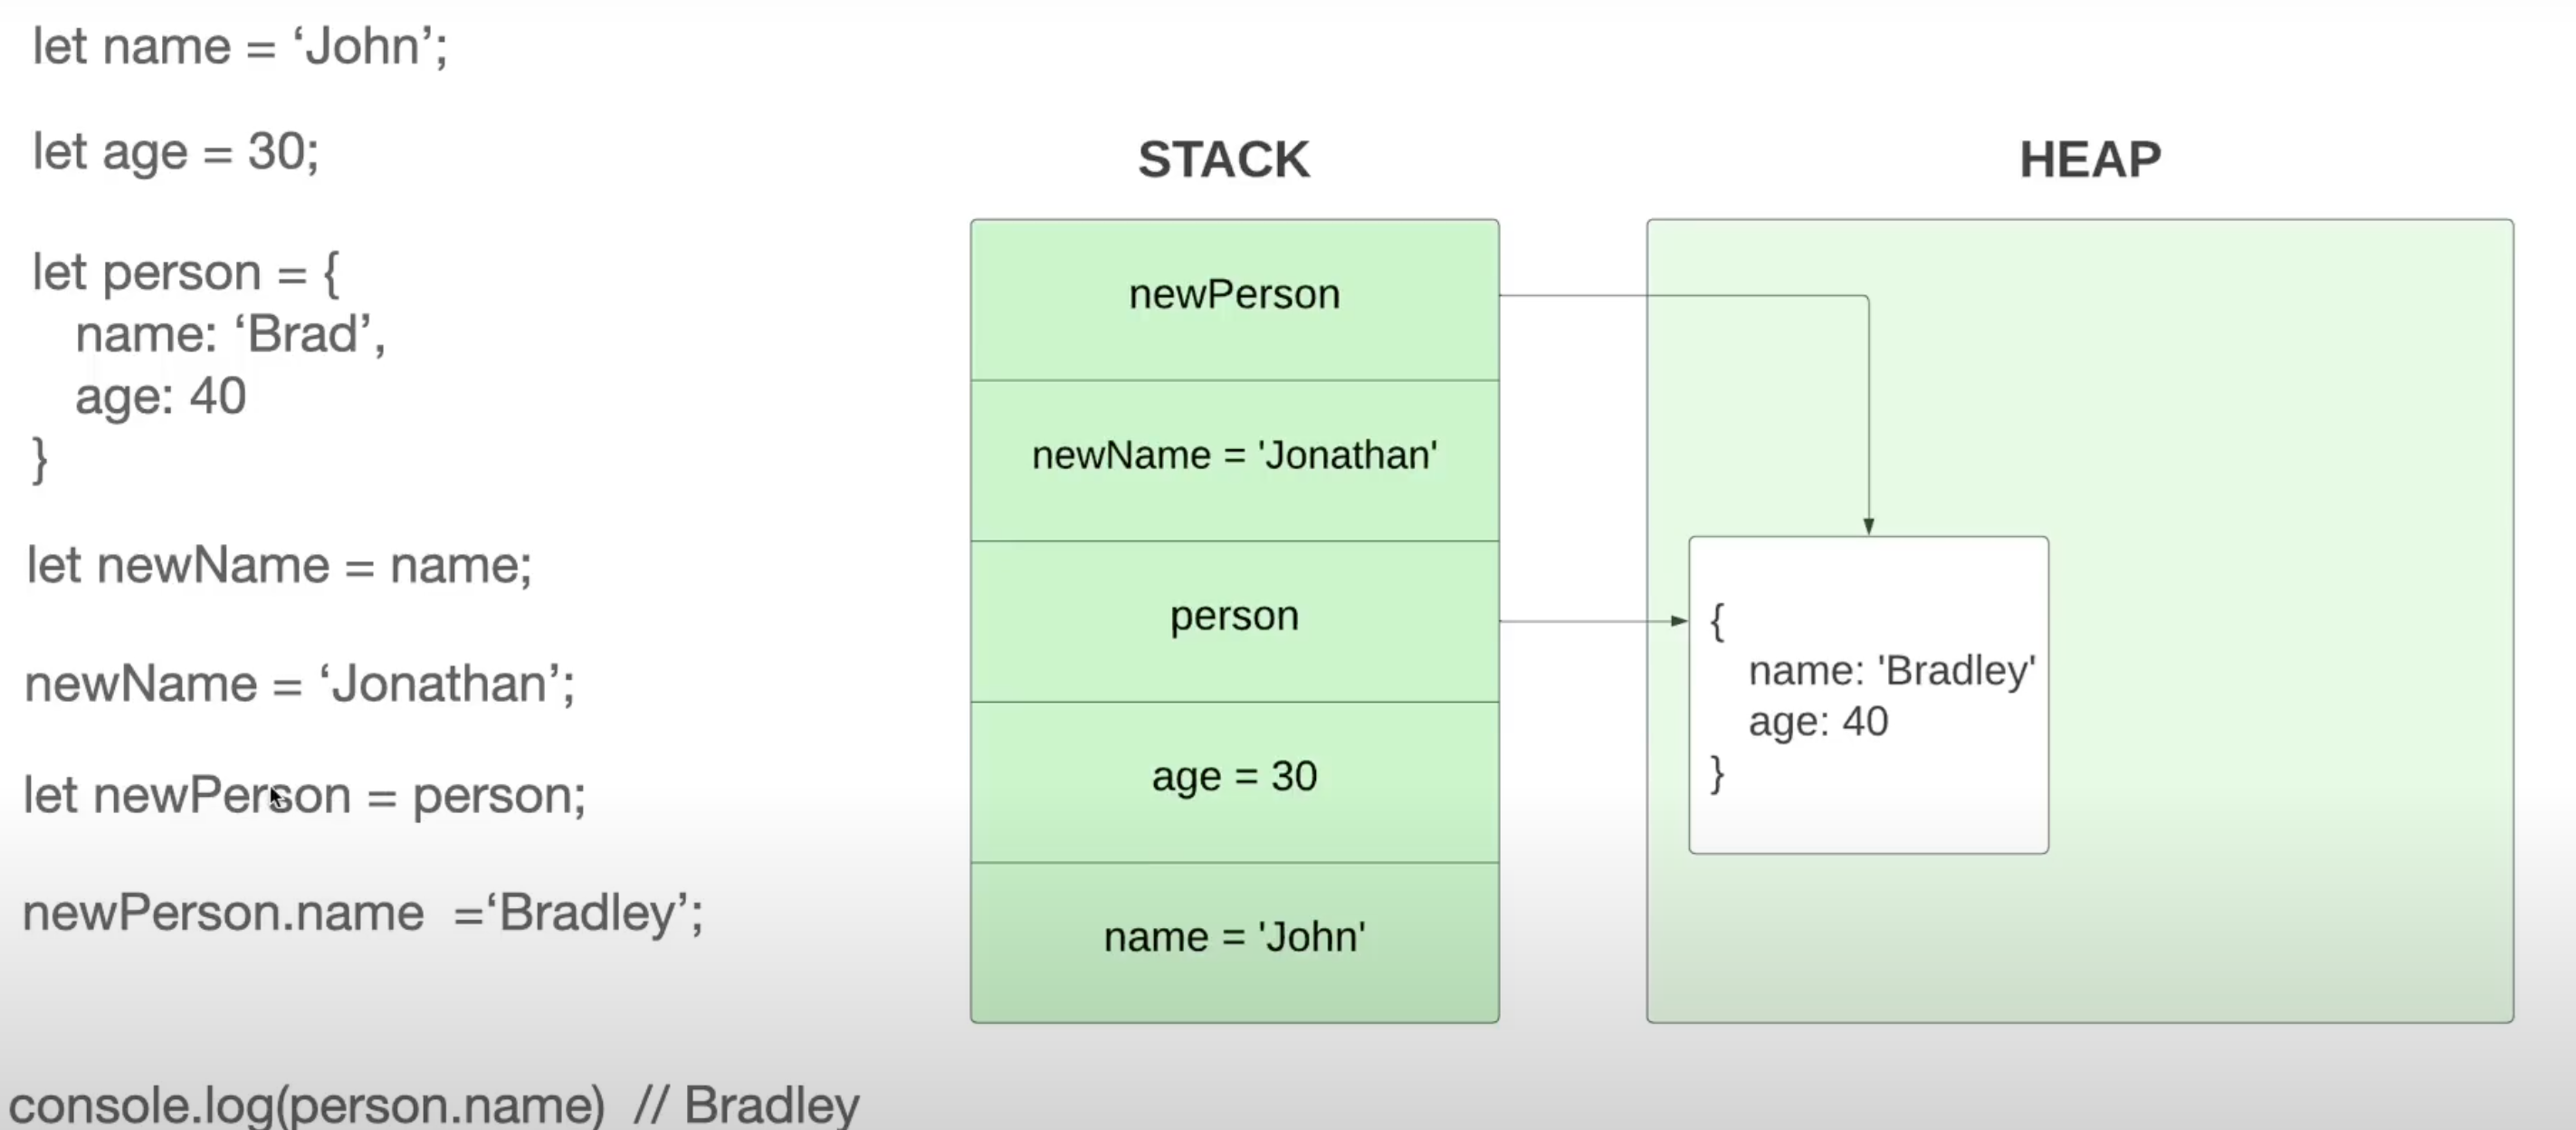 let name = ‘John’;
let age = 30;
let person = {
name: ‘Brad’,
age: 40
}
let newName = name;
newName = ‘Jonathan’;
let newPerson = person;
newPerson.name =‘Bradley’;
console.log(person.name) // Bradley
STACK
newPerson
newName = 'Jonathan'
person
age = 30
name = 'John'
HEAP
{
name: 'Bradley'
age: 40
}